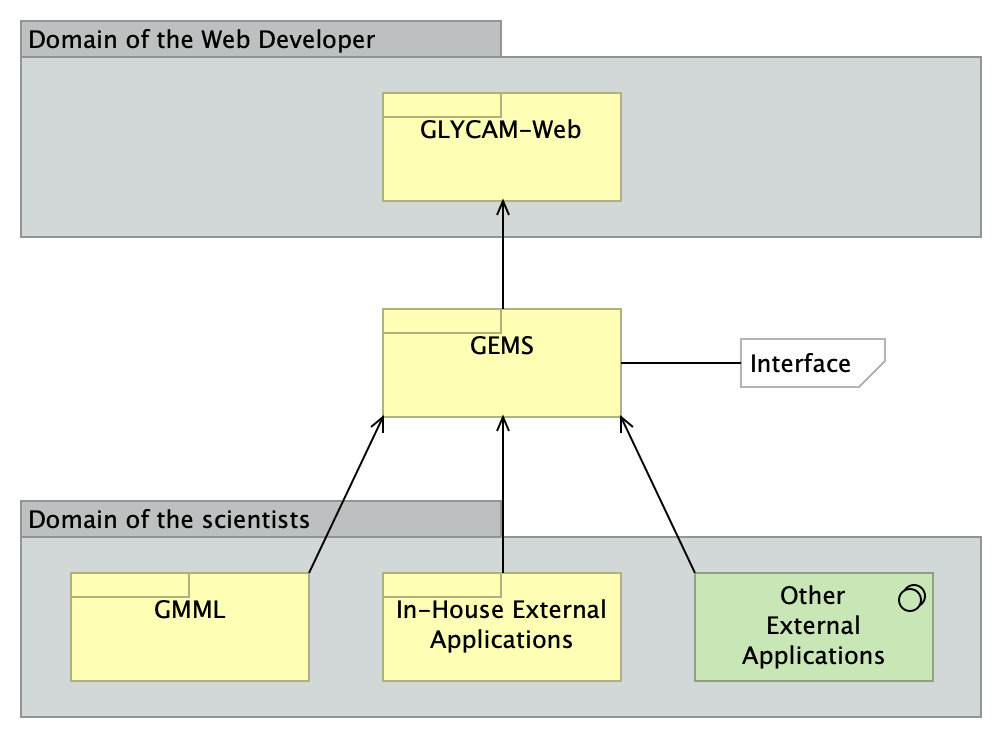 Domain of the Web Developer
GLYCAM-Web
GEMS
Interface
Domain of the scientists
GMML
In-House External
Applications
Other
External
Applications